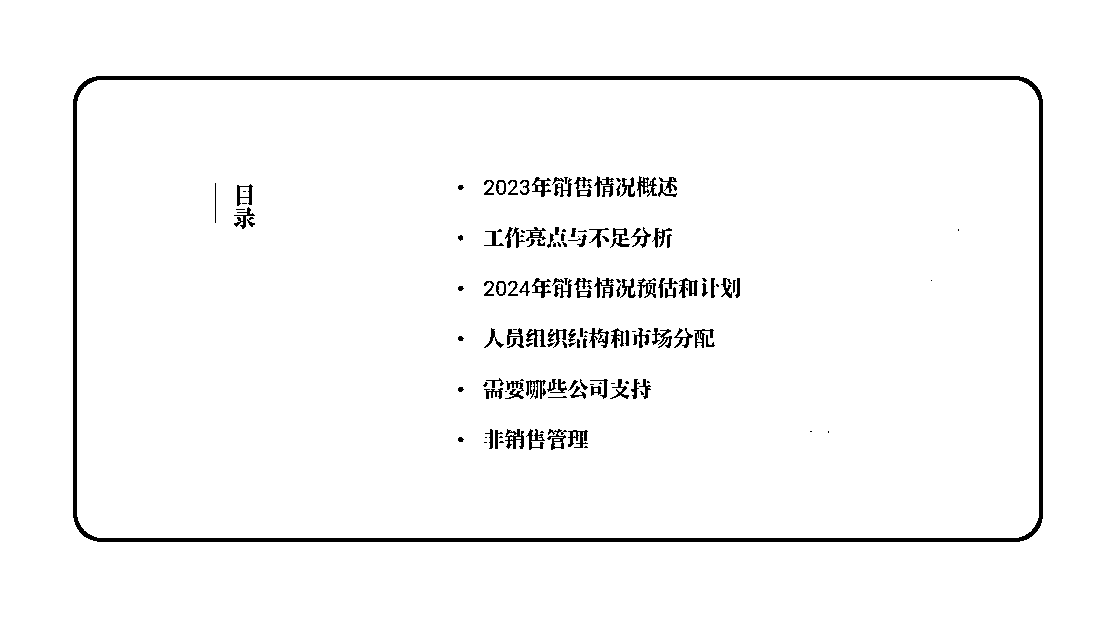 目录
2023年销售情况概述
工作亮点与不足分析
2024年销售情况预估和计划
人员组织结构和市场分配
需要哪些公司支持
非销售管理